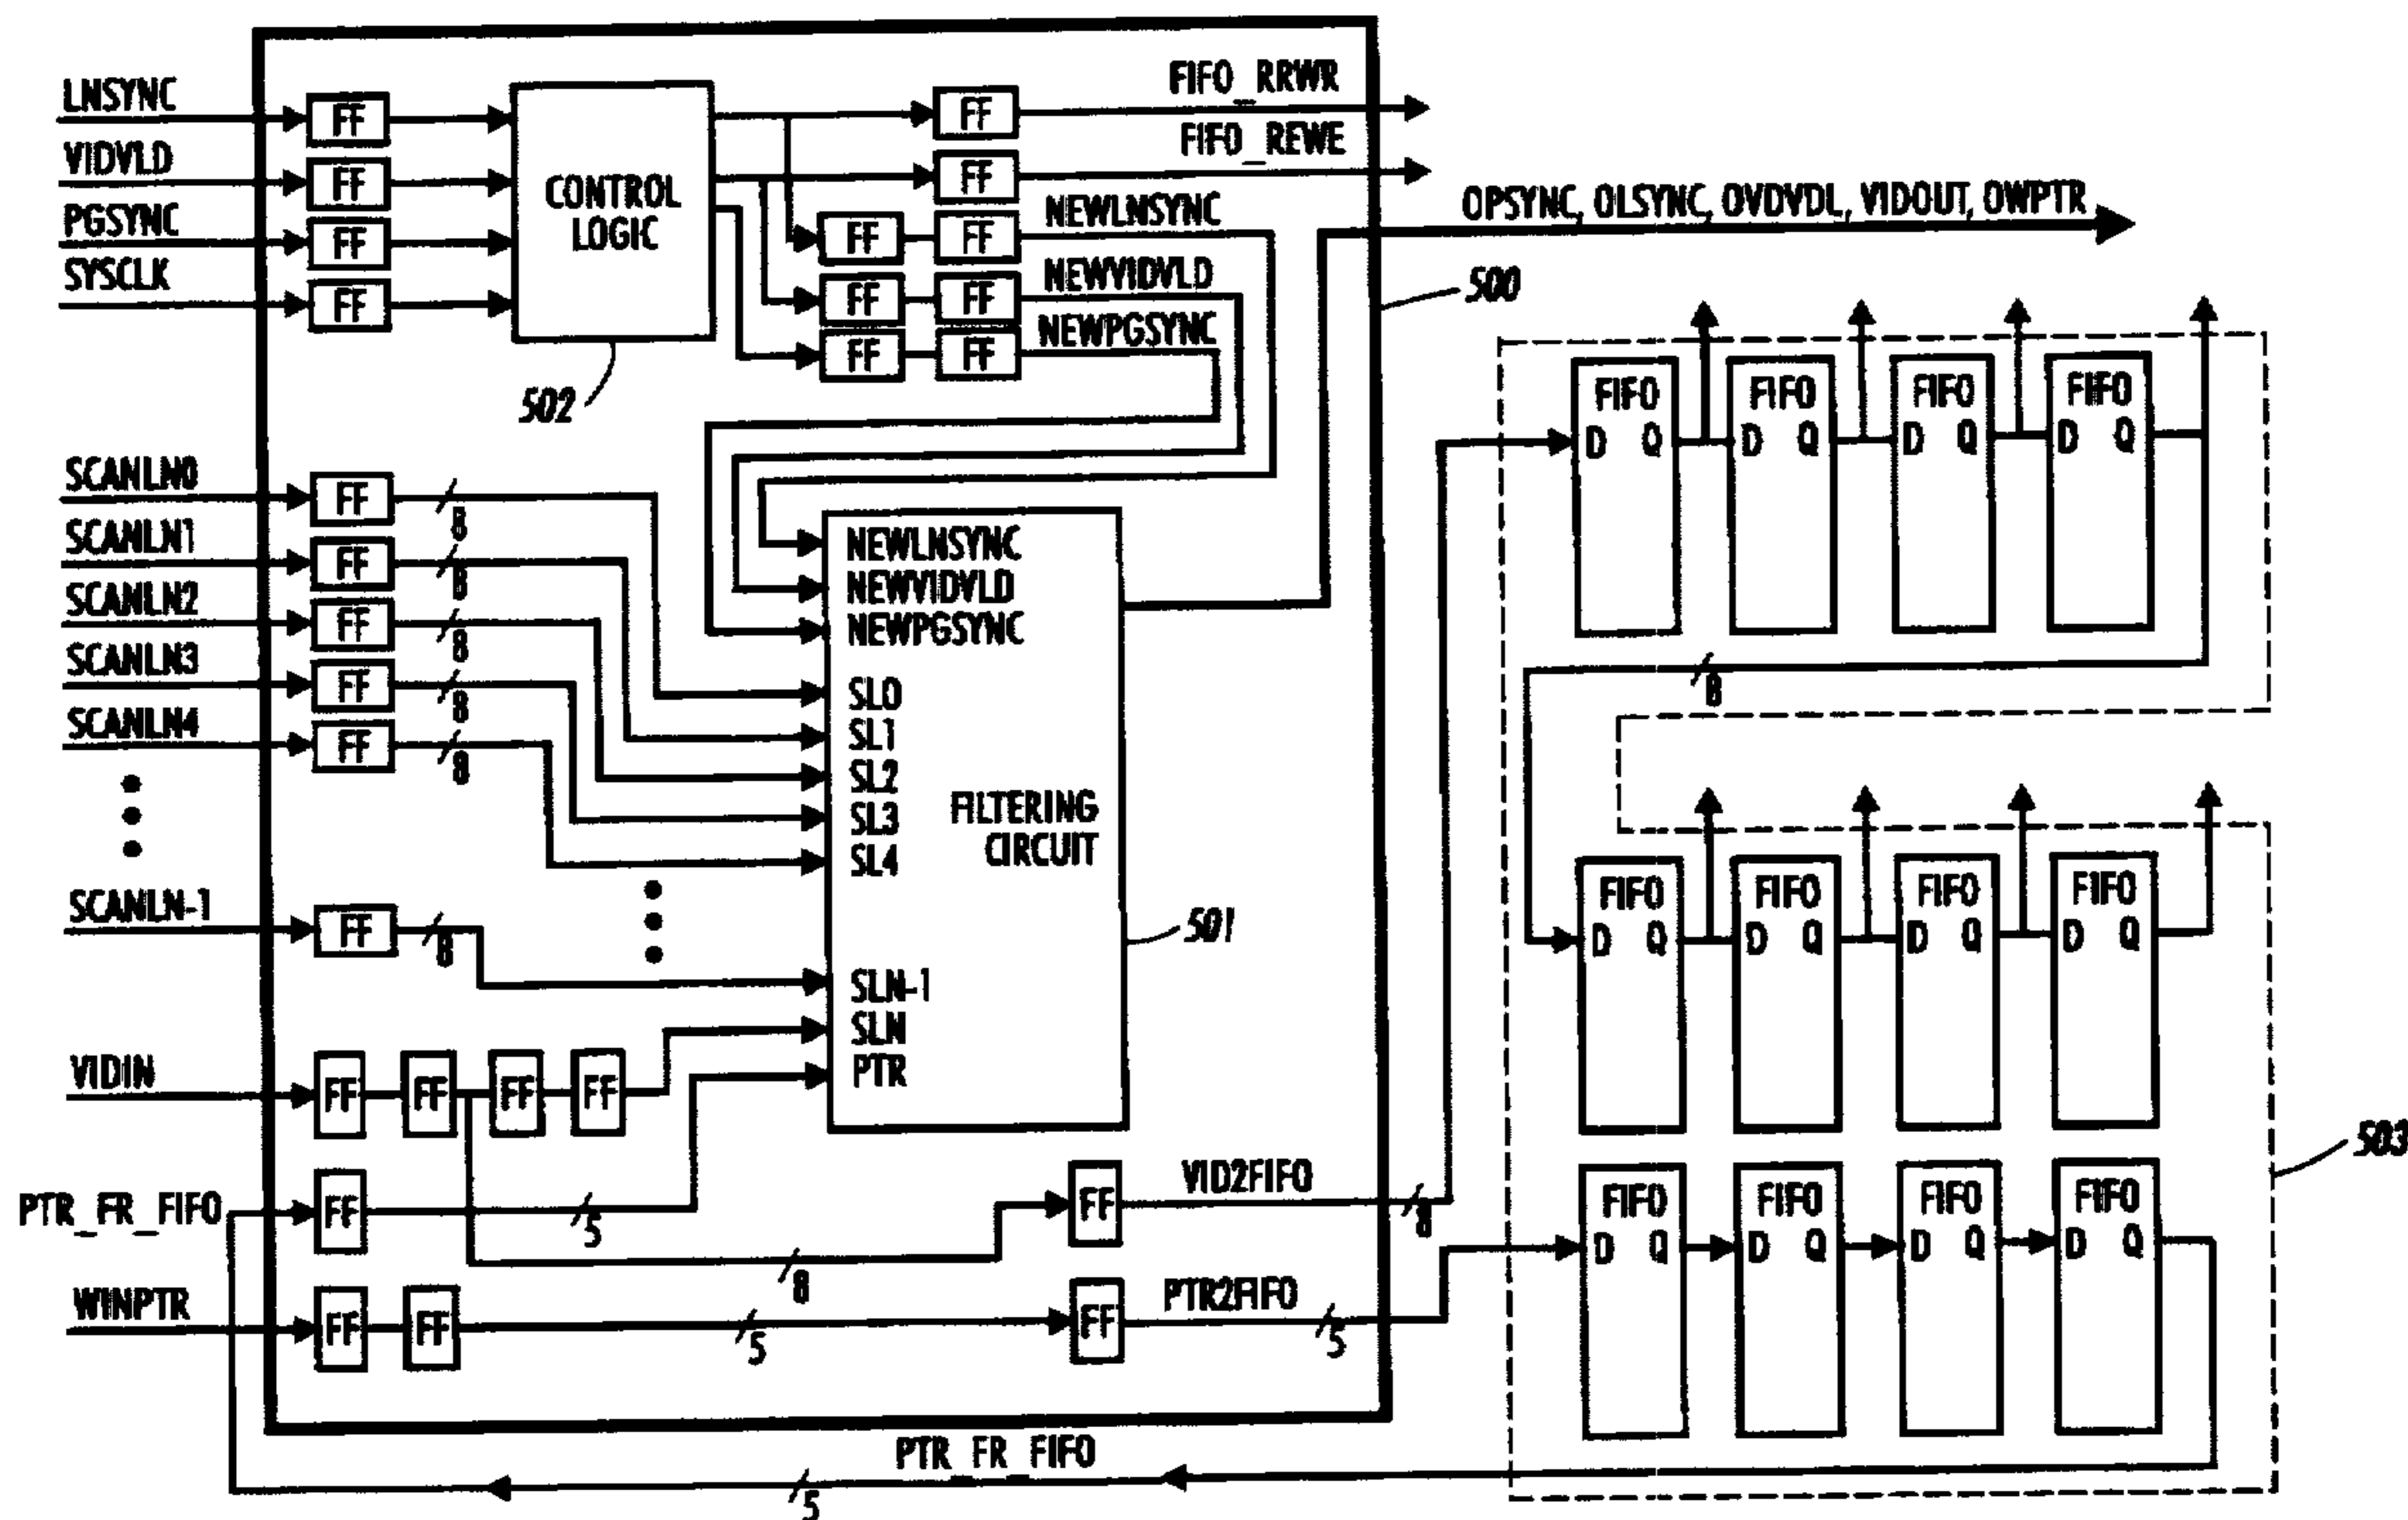 LNSYNC
VIDVLD
PGSYNC
SYSCLK
FF
FF
FF
FF
CONTROL
LOGIC
502
FF
FF
FF
FF
FF
FF
FF
FF
FIFO_RRWR
FIFO_REWE
NEWLNSYNC
NEWVIDVLD
NEWPGSYNC
OPSYNC, OLSYNC, OVDVDL, VIDOUT, OWPTR
500
SCANLN0
SCANLN1
SCANLN2
SCANLN3
SCANLN4
SCANLN-1
FF
FF
FF
FF
FF
FF
8
8
8
8
8
8
NEWLNSYNC
NEWVIDVLD
NEWPGSYNC
SL0
SL1
SL2
SL3
SL4
SLN-1
SLN
PTR
FILTERING
CIRCUIT
501
VIDIN
FF
FF
FF
FF
PTR_FR_FIFO
FF
5
8
FF
VID2FIFO
8
WINPTR
FF
FF
5
FF
PTR2FIFO
5
PTR_FR_FIFO
5
FIFO
D Q
FIFO
D Q
FIFO
D Q
FIFO
D Q
8
FIFO
D Q
FIFO
D Q
FIFO
D Q
FIFO
D Q
FIFO
D Q
FIFO
D Q
FIFO
D Q
FIFO
D Q
503